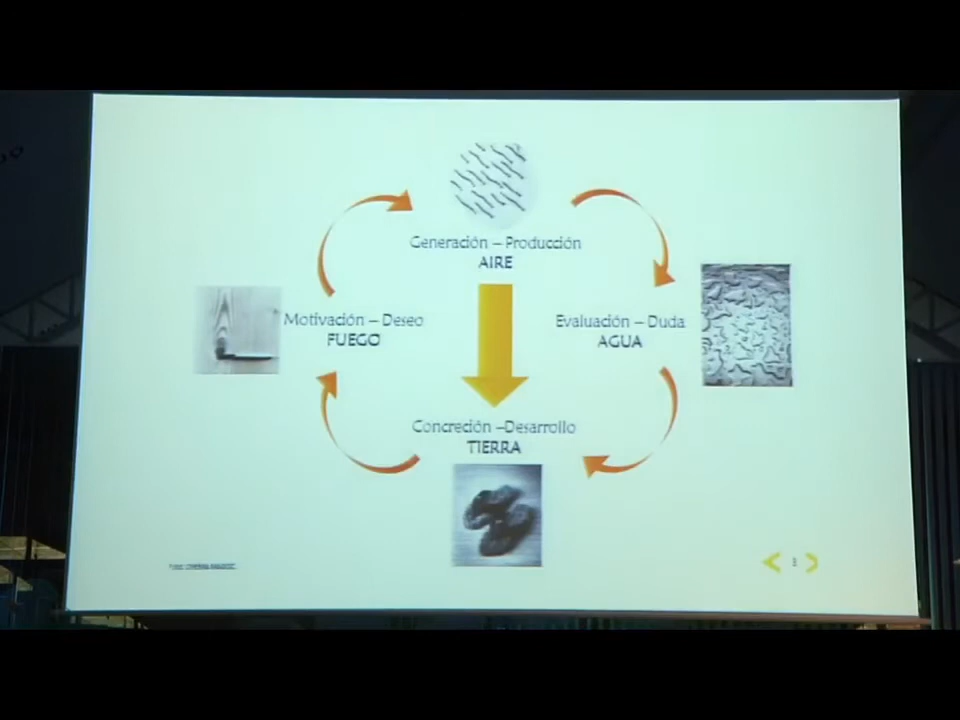 Generación – Producción
AIRE
Motivación – Deseo
FUEGO
Evaluación – Duda
AGUA
Concreción –Desarrollo
TIERRA